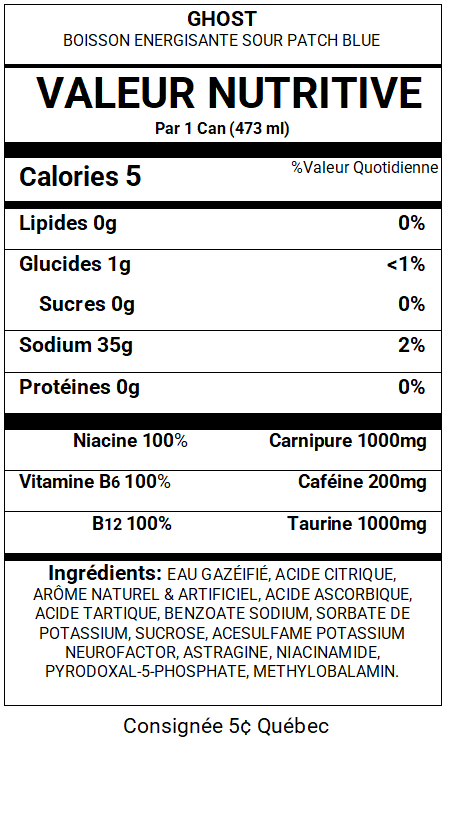 GHOST
BOISSON ENERGISANTE SOUR PATCH BLUE
VALEUR NUTRITIVE
Par 1 Can (473 ml)
Calories 5 %Valeur Quotidienne
Lipides 0g 0%
Glucides 1g <1%
Sucres 0g 0%
Sodium 35g 2%
Protéines 0g 0%
Niacine 100% Carnipure 1000mg
Vitamine B6 100% Caféine 200mg
B12 100% Taurine 1000mg
Ingrédients: EAU GAZÉIFIÉ, ACIDE CITRIQUE,
ARÔME NATUREL & ARTIFICIEL, ACIDE ASCORBIQUE,
ACIDE TARTIQUE, BENZOATE SODIUM, SORBATE DE
POTASSIUM, SUCROSE, ACESULFAME POTASSIUM
NEUROFACTOR, ASTRAGINE, NIACINAMIDE,
PYRODOXAL-5-PHOSPHATE, METHYLOBALAMIN.
Consignée 5¢ Québec